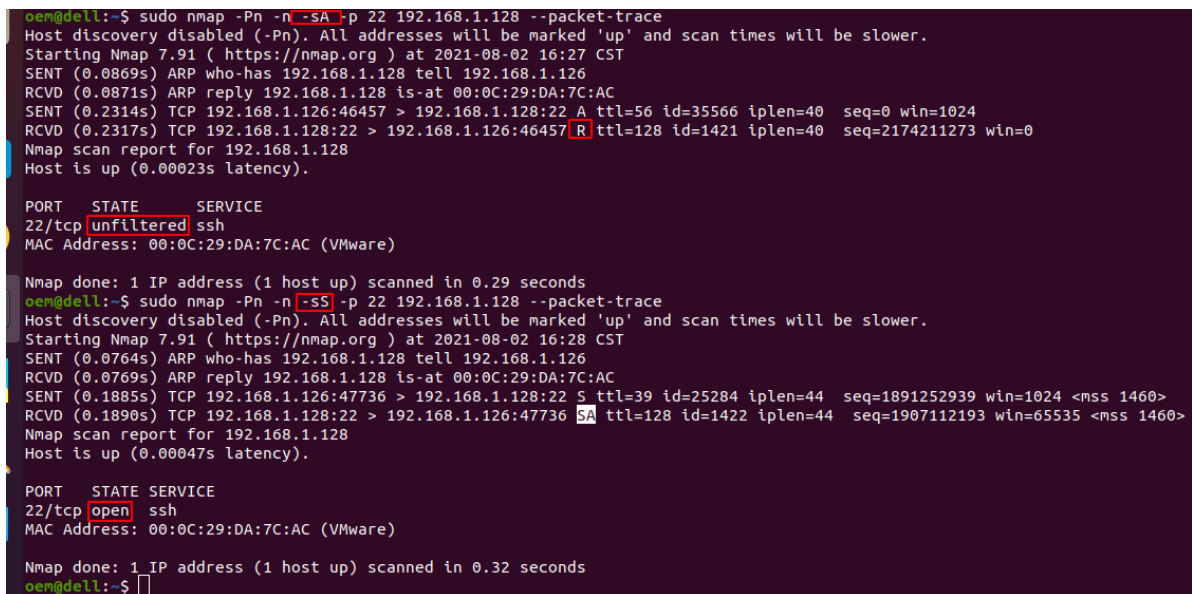 oem@dell:~$ sudo nmap -Pn -n -sA -p 22 192.168.1.128 --packet-trace
Host discovery disabled (-Pn). All addresses will be marked 'up' and scan times will be slower.
Starting Nmap 7.91 ( https://nmap.org ) at 2021-08-02 16:27 CST
SENT (0.0869s) ARP who-has 192.168.1.128 tell 192.168.1.126
RCVD (0.0871s) ARP reply 192.168.1.128 is-at 00:0C:29:DA:7C:AC
SENT (0.2314s) TCP 192.168.1.126:46457 > 192.168.1.128:22 A ttl=56 id=35566 iplen=40  seq=0 win=1024
RCVD (0.2317s) TCP 192.168.1.128:22 > 192.168.1.126:46457 R ttl=128 id=1421 iplen=40  seq=2174211273 win=0
Nmap scan report for 192.168.1.128
Host is up (0.00023s latency).

PORT   STATE      SERVICE
22/tcp unfiltered ssh
MAC Address: 00:0C:29:DA:7C:AC (VMware)

Nmap done: 1 IP address (1 host up) scanned in 0.29 seconds
oem@dell:~$ sudo nmap -Pn -n -sS -p 22 192.168.1.128 --packet-trace
Host discovery disabled (-Pn). All addresses will be marked 'up' and scan times will be slower.
Starting Nmap 7.91 ( https://nmap.org ) at 2021-08-02 16:28 CST
SENT (0.0764s) ARP who-has 192.168.1.128 tell 192.168.1.126
RCVD (0.0769s) ARP reply 192.168.1.128 is-at 00:0C:29:DA:7C:AC
SENT (0.1885s) TCP 192.168.1.126:47736 > 192.168.1.128:22 S ttl=39 id=25284 iplen=44  seq=1891252939 win=1024 <mss 1460>
RCVD (0.1890s) TCP 192.168.1.128:22 > 192.168.1.126:47736 SA ttl=128 id=1422 iplen=44  seq=1907112193 win=65535 <mss 1460>
Nmap scan report for 192.168.1.128
Host is up (0.00047s latency).

PORT   STATE SERVICE
22/tcp open  ssh
MAC Address: 00:0C:29:DA:7C:AC (VMware)

Nmap done: 1 IP address (1 host up) scanned in 0.32 seconds
oem@dell:~$